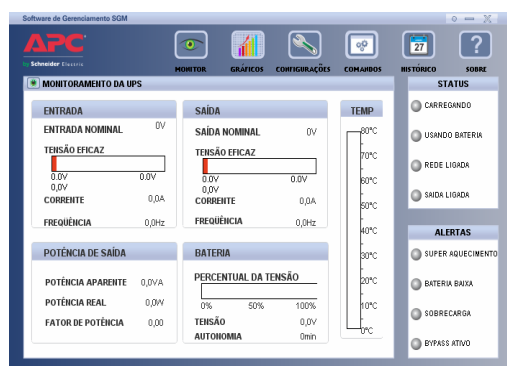 Software de Gerenciamento SGM
APC
by Schneider Electric
MONITOR
GRÁFICOS
CONFIGURAÇÕES
COMANDOS
27
HISTÓRICO
?
SOBRE
MONITORAMENTO DA UPS
ENTRADA
ENTRADA NOMINAL 0V
TENSÃO EFICAZ
0.0V 0.0V
0,0V
CORRENTE 0,0A
FREQÜÊNCIA 0,0Hz
SAÍDA
SAÍDA NOMINAL 0V
TENSÃO EFICAZ
0.0V 0.0V
0,0V
CORRENTE 0,0A
FREQÜÊNCIA 0,0Hz
TEMP
80°C
70°C
60°C
50°C
40°C
30°C
20°C
10°C
0°C
POTÊNCIA DE SAÍDA
POTÊNCIA APARENTE 0,0VA
POTÊNCIA REAL 0,0W
FATOR DE POTÊNCIA 0,00
BATERIA
PERCENTUAL DA TENSÃO
0% 50% 100%
TENSÃO 0,0V
AUTONOMIA 0min
STATUS
CARREGANDO
USANDO BATERIA
REDE LIGADA
SAIDA LIGADA
ALERTAS
SUPER AQUECIMENTO
BATERIA BAIXA
SOBRECARGA
BYPASS ATIVO